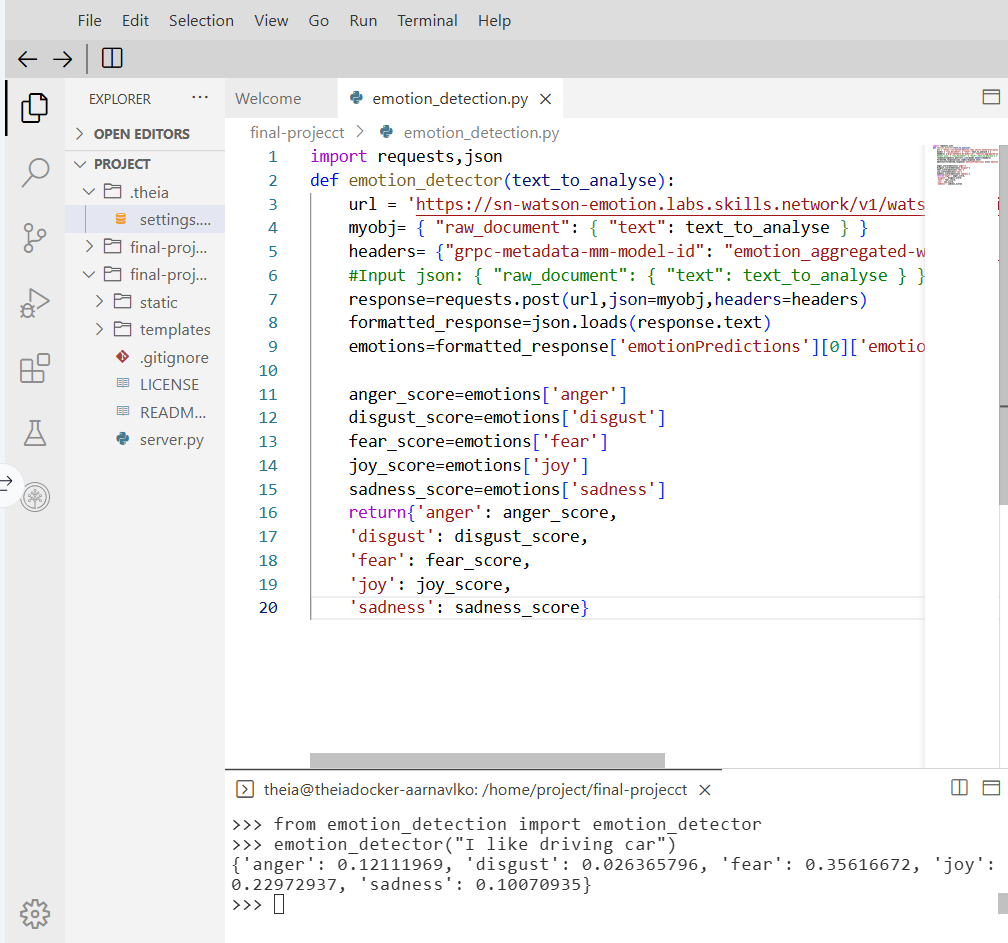 File Edit Selection View Go Run Terminal Help
EXPLORER ···
OPEN EDITORS
PROJECT
.theia
settings....
final-proj...
final-proj...
static
templates
.gitignore
LICENSE
READM...
server.py
Welcome emotion_detection.py
final-projecct > emotion_detection.py
1 import requests,json
2 def emotion_detector(text_to_analyse):
3 url = 'https://sn-watson-emotion.labs.skills.network/v1/wats
4 myobj= { "raw_document": { "text": text_to_analyse } }
5 headers= {"grpc-metadata-mm-model-id": "emotion_aggregated-w
6 #Input json: { "raw_document": { "text": text_to_analyse } }
7 response=requests.post(url,json=myobj,headers=headers)
8 formatted_response=json.loads(response.text)
9 emotions=formatted_response['emotionPredictions'][0]['emotio
10
11 anger_score=emotions['anger']
12 disgust_score=emotions['disgust']
13 fear_score=emotions['fear']
14 joy_score=emotions['joy']
15 sadness_score=emotions['sadness']
16 return{'anger': anger_score,
17 'disgust': disgust_score,
18 'fear': fear_score,
19 'joy': joy_score,
20 'sadness': sadness_score}
theia@theiadocker-aarnavlko: /home/project/final-projecct
>>> from emotion_detection import emotion_detector
>>> emotion_detector("I like driving car")
{'anger': 0.12111969, 'disgust': 0.026365796, 'fear': 0.35616672, 'joy':
0.22972937, 'sadness': 0.10070935}
>>>